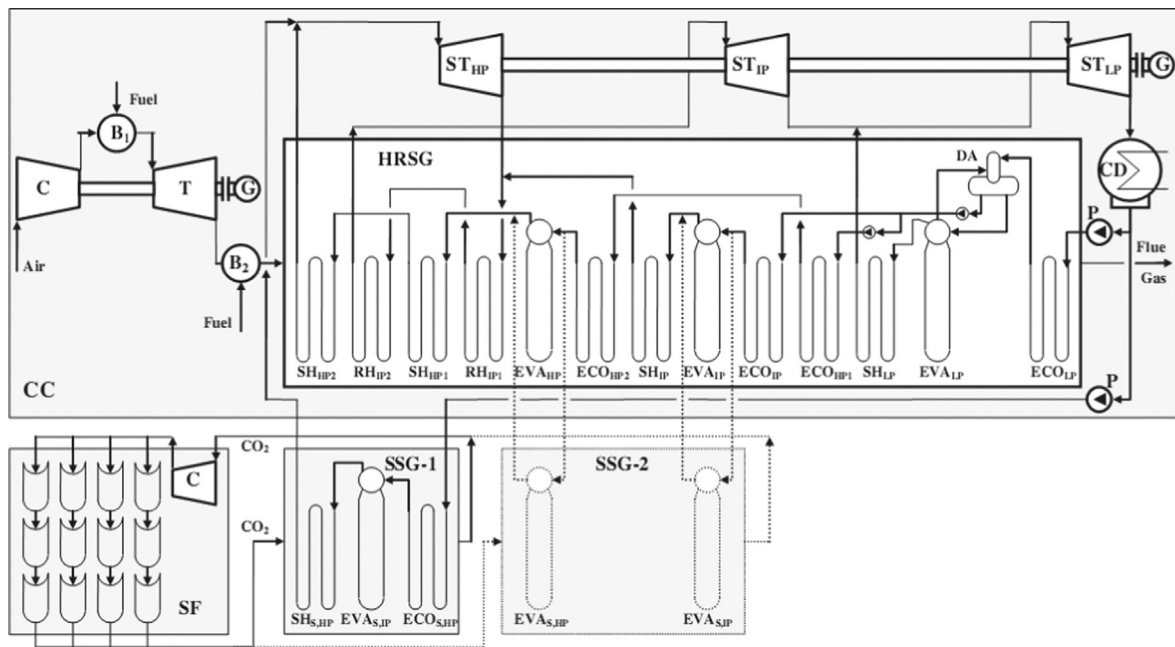 ST_HP
ST_IP
ST_LP
G
Fuel
B_1
C
T
G
HRSG
DA
CD
P
Air
B_2
Fuel
Flue
Gas
SH_HP2
RH_IP2
SH_HP1
RH_IP1
EVA_HP
ECO_HP2
SH_IP
EVA_IP
ECO_IP
ECO_HP1
SH_LP
EVA_LP
ECO_LP
CC
P
CO_2
C
SSG-1
SSG-2
CO_2
SF
SH_S,HP
EVA_S,IP
ECO_S,HP
EVA_S,HP
EVA_S,IP